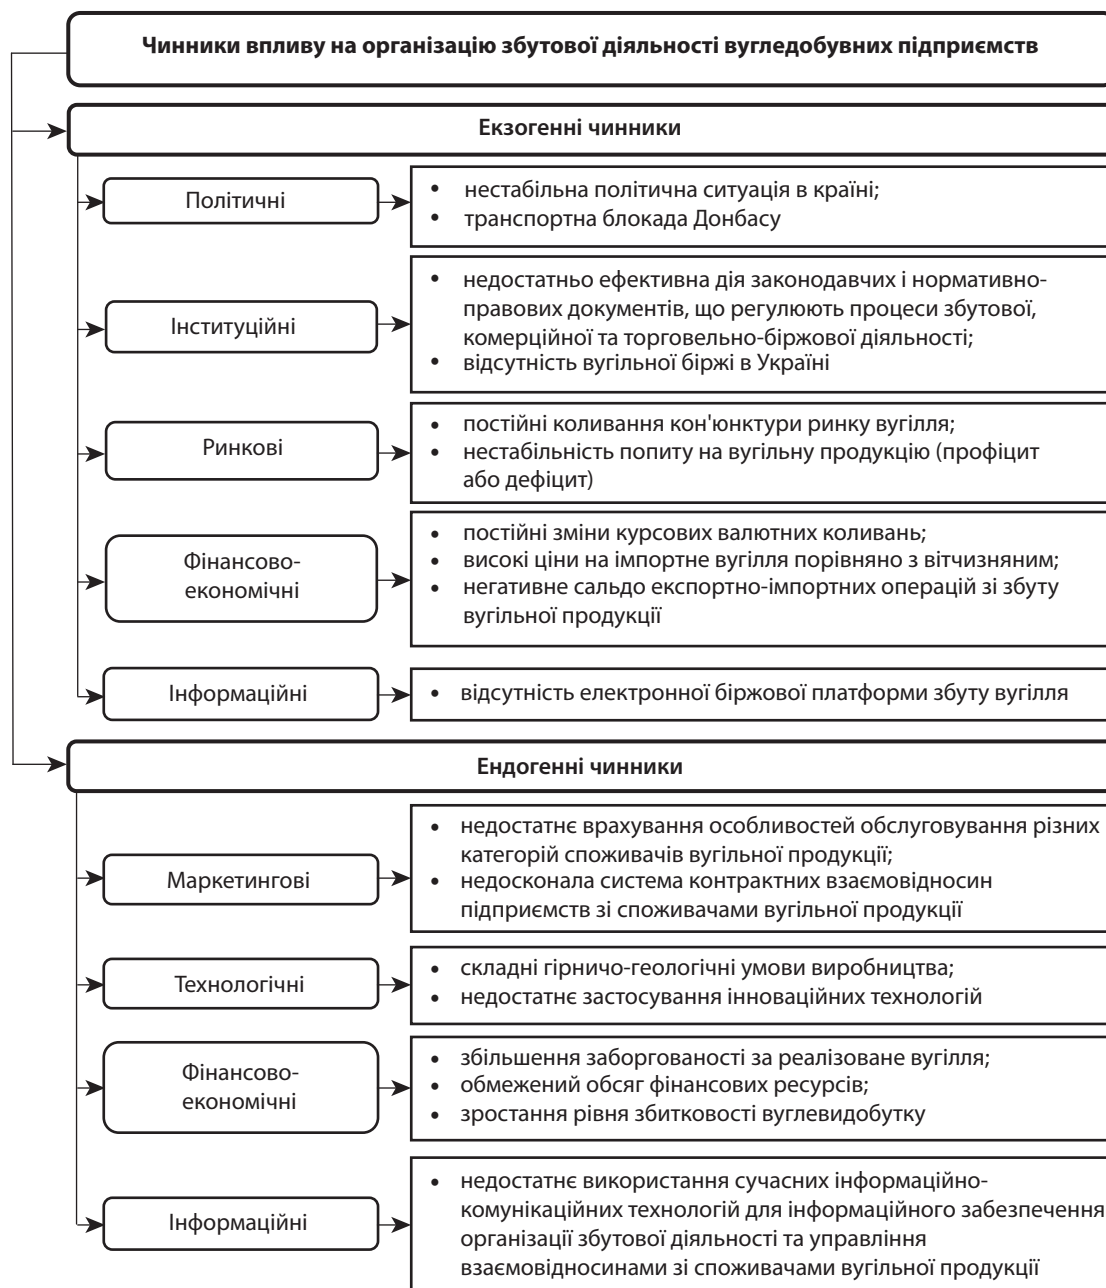 Чинники впливу на організацію збутової діяльності вугледобувних підприємств
Екзогенні чинники
Політичні
• нестабільна політична ситуація в країні;
• транспортна блокада Донбасу
Інституційні
• недостатньо ефективна дія законодавчих і нормативно-
правових документів, що регулюють процеси збутової,
комерційної та торговельно-біржової діяльності;
• відсутність вугільної біржі в Україні
Ринкові
• постійні коливання кон'юнктури ринку вугілля;
• нестабільність попиту на вугільну продукцію (профіцит
або дефіцит)
Фінансово-
економічні
• постійні зміни курсових валютних коливань;
• високі ціни на імпортне вугілля порівняно з вітчизняним;
• негативне сальдо експортно-імпортних операцій зі збуту
вугільної продукції
Інформаційні
• відсутність електронної біржової платформи збуту вугілля
Ендогенні чинники
Маркетингові
• недостатнє врахування особливостей обслуговування різних
категорій споживачів вугільної продукції;
• недосконала система контрактних взаємовідносин
підприємств зі споживачами вугільної продукції
Технологічні
• складні гірничо-геологічні умови виробництва;
• недостатнє застосування інноваційних технологій
Фінансово-
економічні
• збільшення заборгованості за реалізоване вугілля;
• обмежений обсяг фінансових ресурсів;
• зростання рівня збитковості вуглевидобутку
Інформаційні
• недостатнє використання сучасних інформаційно-
комунікаційних технологій для інформаційного забезпечення
організації збутової діяльності та управління
взаємовідносинами зі споживачами вугільної продукції